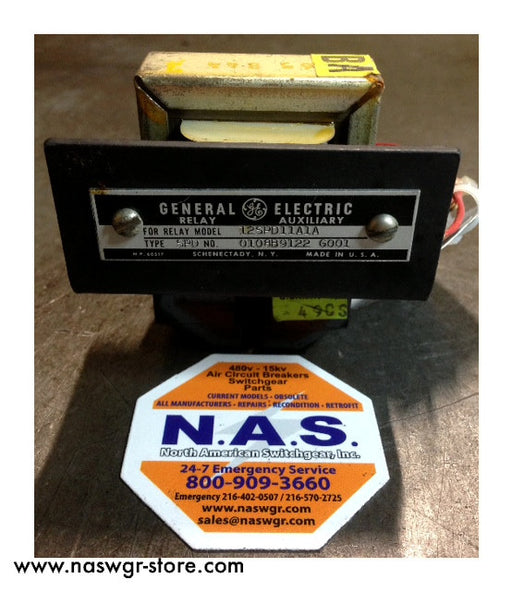 BA
GENERAL GE ELECTRIC
RELAY AUXILIARY
FOR RELAY MODEL 12SPD11A1A
TYPE SPD NO. 0108B9122 G001
SCHENECTADY, N. Y. MADE IN U. S. A.
-49CS
480v - 15kv
Air Circuit Breakers
Switchgear
Parts
CURRENT MODELS - OBSOLETE
ALL MANUFACTURERS - REPAIRS - RECONDITION - RETROFIT
N.A.S.
North American Switchgear, Inc.
24-7 Emergency Service
800-909-3660
Emergency 216-402-0507 / 216-570-2725
www.naswgr.com
sales@naswgr.com
www.naswgr-store.com